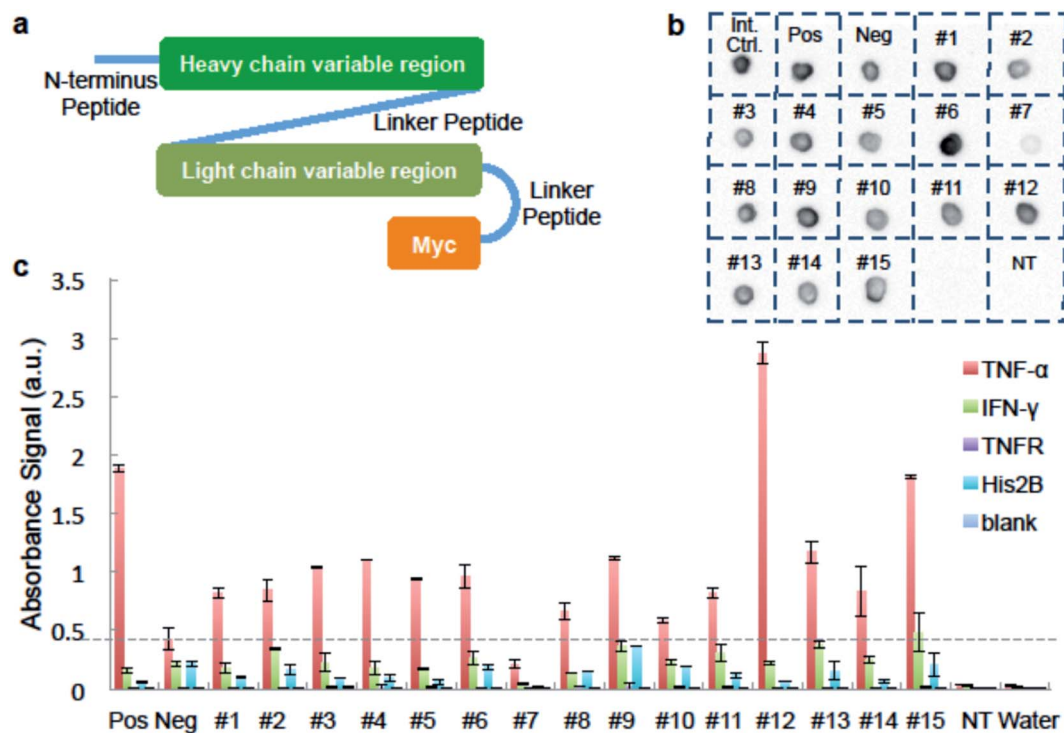 a
Heavy chain variable region
N-terminus
Peptide
Linker Peptide
Light chain variable region
Linker
Peptide
Myc
b
Int.
Ctrl.
Pos
Neg
#1
#2
#3
#4
#5
#6
#7
#8
#9
#10
#11
#12
#13
#14
#15
NT
c
Absorbance Signal (a.u.)
3.5
3
2.5
2
1.5
1
0.5
0
TNF-α
IFN-γ
TNFR
His2B
blank
Pos Neg #1 #2 #3 #4 #5 #6 #7 #8 #9 #10 #11 #12 #13 #14 #15 NT Water